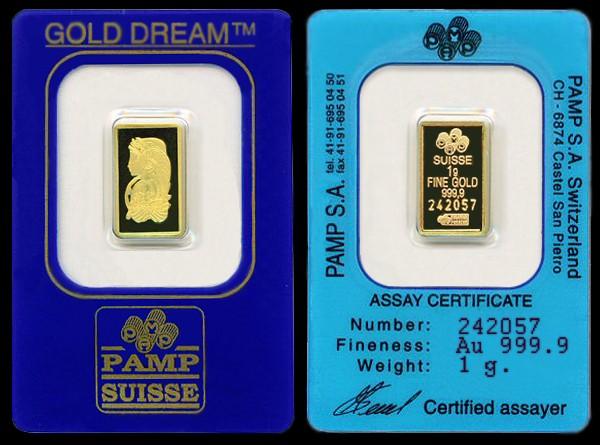 GOLD DREAM™
PAMP
SUISSE
PAMP
PAMP S.A. tel. 41-91-695 04 50
fax 41-91-695 04 51
SUISSE
1g
FINE GOLD
999,9
242057
PAMP S.A. Switzerland
CH - 6874 Castel San Pietro
ASSAY CERTIFICATE
Number: 242057
Fineness: Au 999.9
Weight: 1 g.
Certified assayer